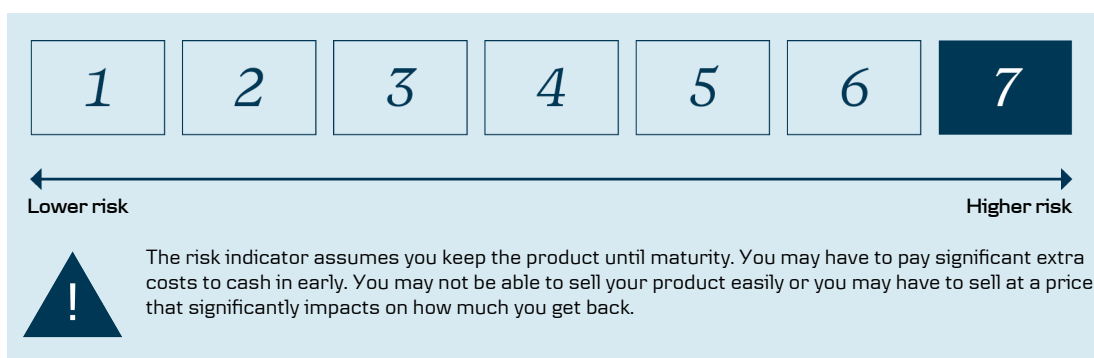 1 2 3 4 5 6 7
Lower risk Higher risk
The risk indicator assumes you keep the product until maturity. You may have to pay significant extra
costs to cash in early. You may not be able to sell your product easily or you may have to sell at a price
that significantly impacts on how much you get back.
!